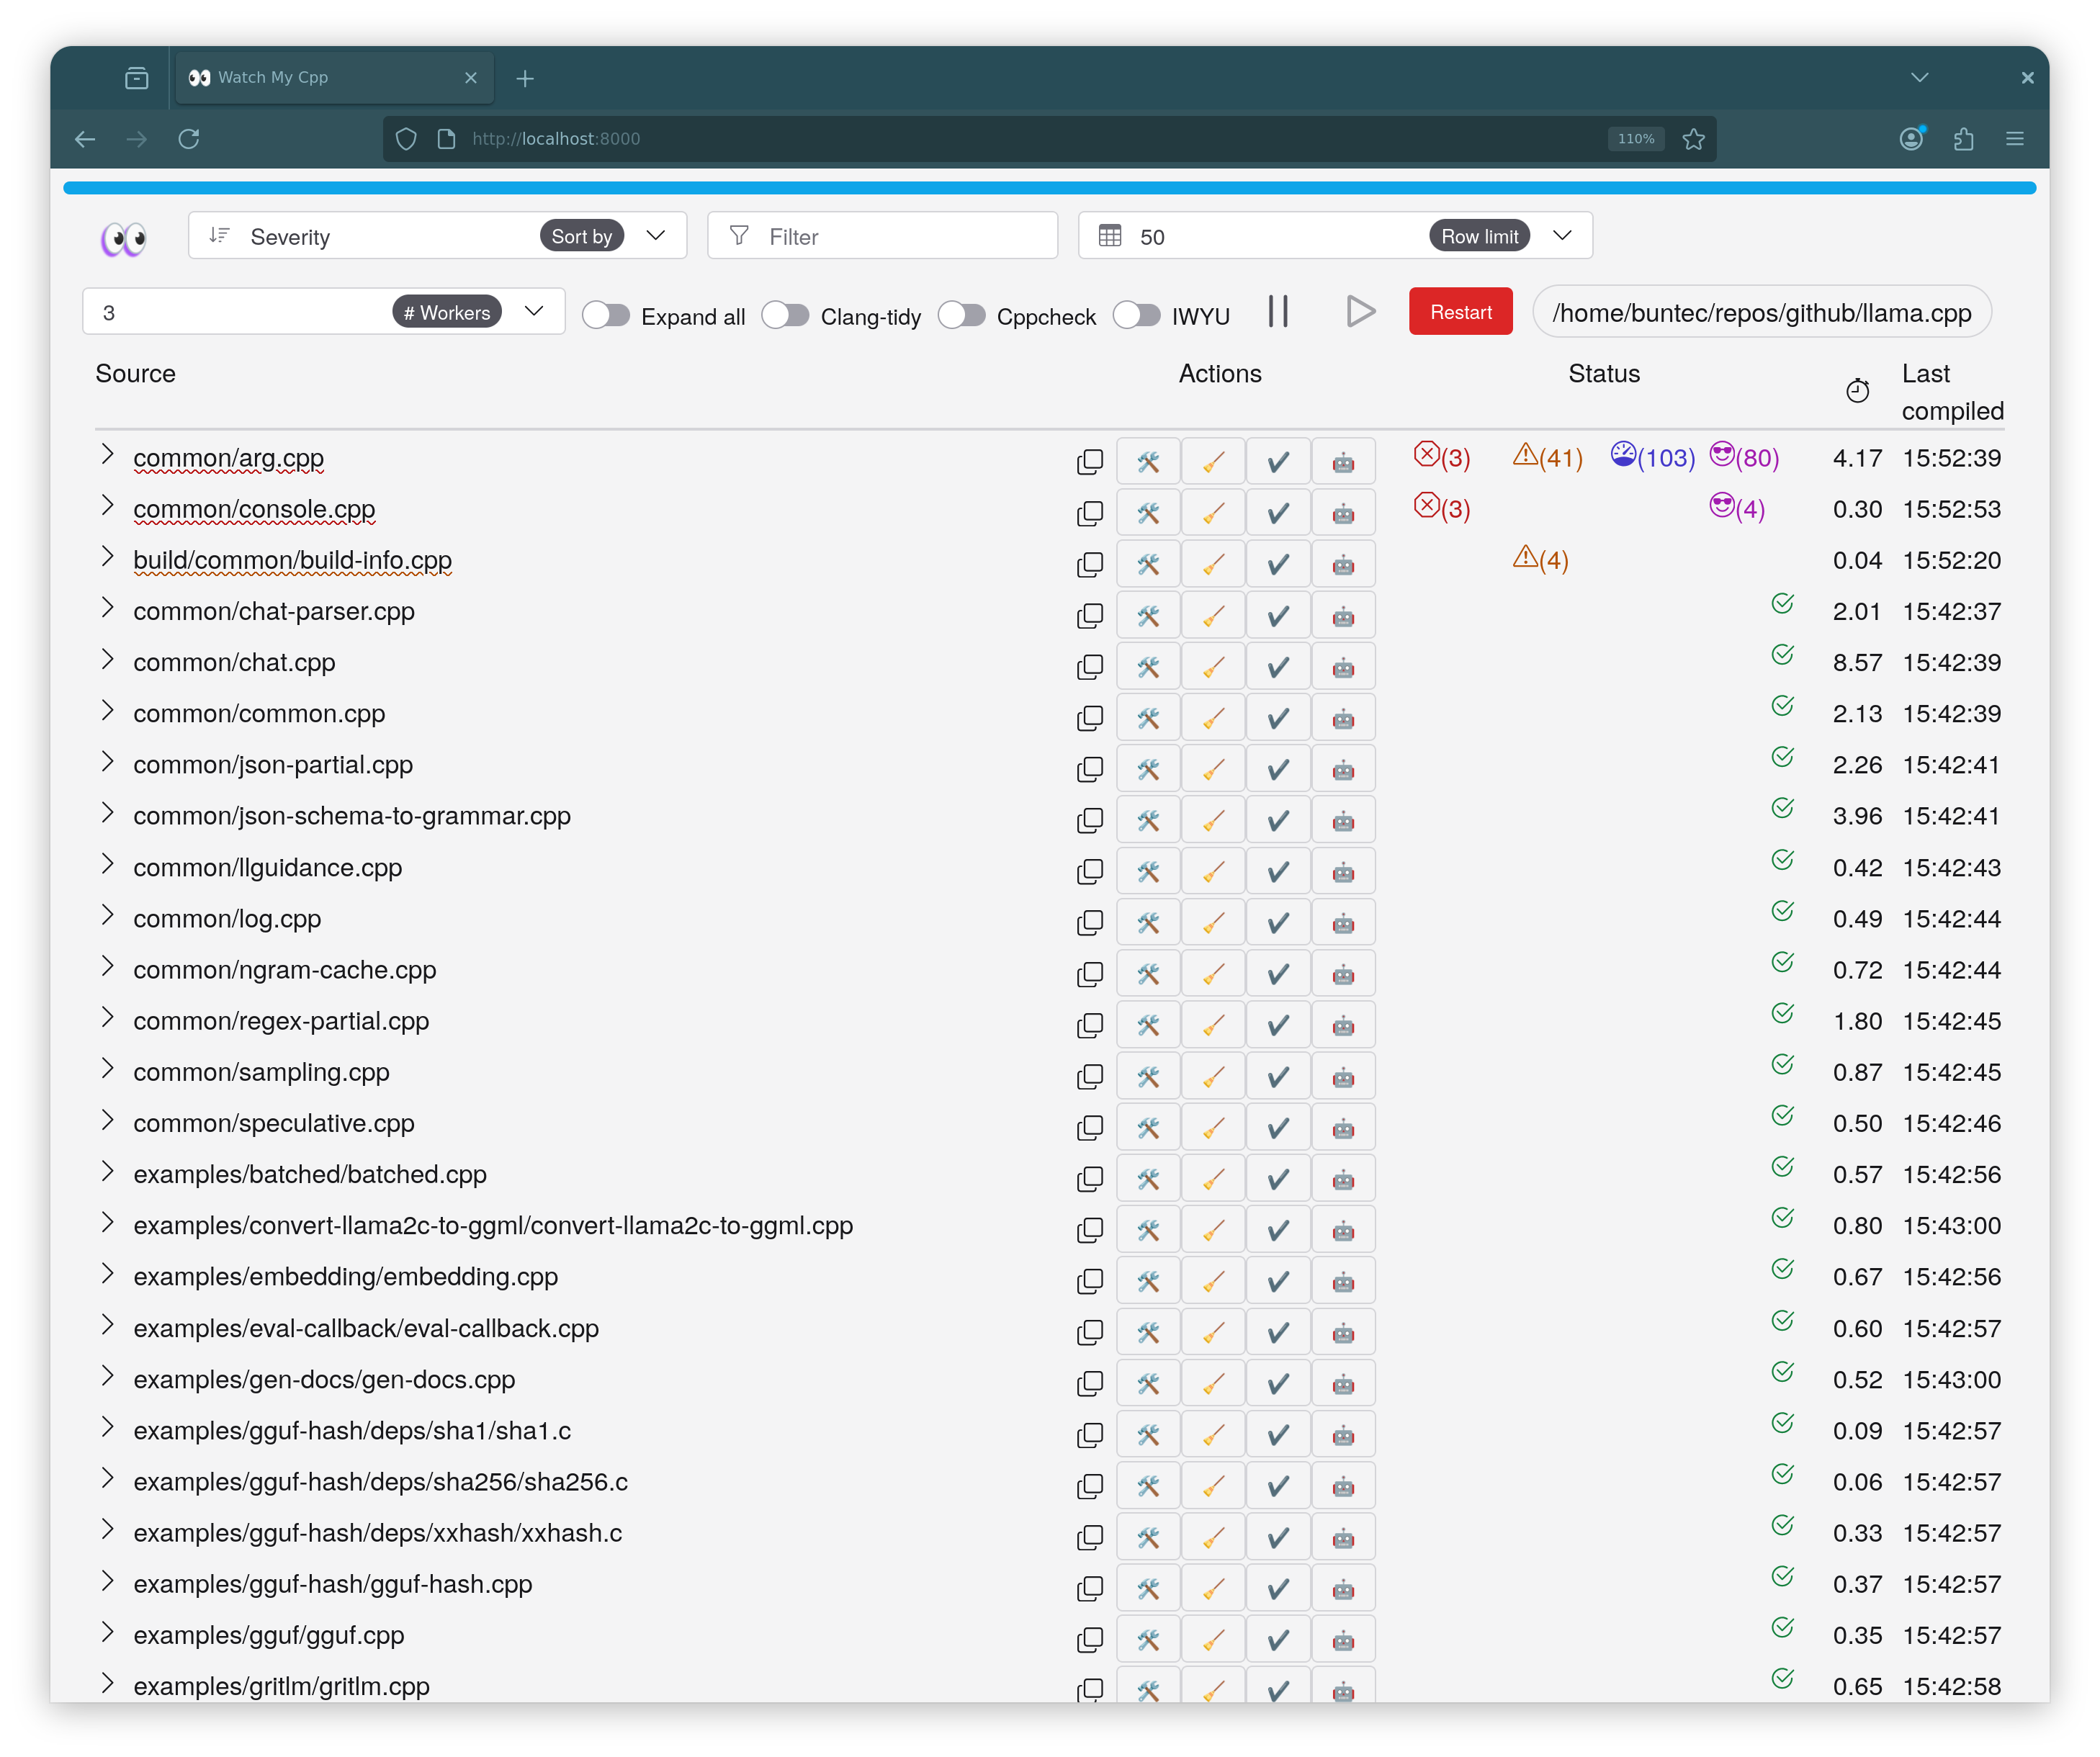 Watch My Cpp
http://localhost:8000
110%
Severity Sort by
Filter
50 Row limit
3 # Workers
Expand all
Clang-tidy
Cppcheck
IWYU
Restart
/home/buntec/repos/github/llama.cpp
Source Actions Status Last compiled
common/arg.cpp (3) (41) (103) (80) 4.17 15:52:39
common/console.cpp (3) (4) 0.30 15:52:53
build/common/build-info.cpp (4) 0.04 15:52:20
common/chat-parser.cpp 2.01 15:42:37
common/chat.cpp 8.57 15:42:39
common/common.cpp 2.13 15:42:39
common/json-partial.cpp 2.26 15:42:41
common/json-schema-to-grammar.cpp 3.96 15:42:41
common/llguidance.cpp 0.42 15:42:43
common/log.cpp 0.49 15:42:44
common/ngram-cache.cpp 0.72 15:42:44
common/regex-partial.cpp 1.80 15:42:45
common/sampling.cpp 0.87 15:42:45
common/speculative.cpp 0.50 15:42:46
examples/batched/batched.cpp 0.57 15:42:56
examples/convert-llama2c-to-ggml/convert-llama2c-to-ggml.cpp 0.80 15:43:00
examples/embedding/embedding.cpp 0.67 15:42:56
examples/eval-callback/eval-callback.cpp 0.60 15:42:57
examples/gen-docs/gen-docs.cpp 0.52 15:43:00
examples/gguf-hash/deps/sha1/sha1.c 0.09 15:42:57
examples/gguf-hash/deps/sha256/sha256.c 0.06 15:42:57
examples/gguf-hash/deps/xxhash/xxhash.c 0.33 15:42:57
examples/gguf-hash/gguf-hash.cpp 0.37 15:42:57
examples/gguf/gguf.cpp 0.35 15:42:57
examples/gritlm/gritlm.cpp 0.65 15:42:58